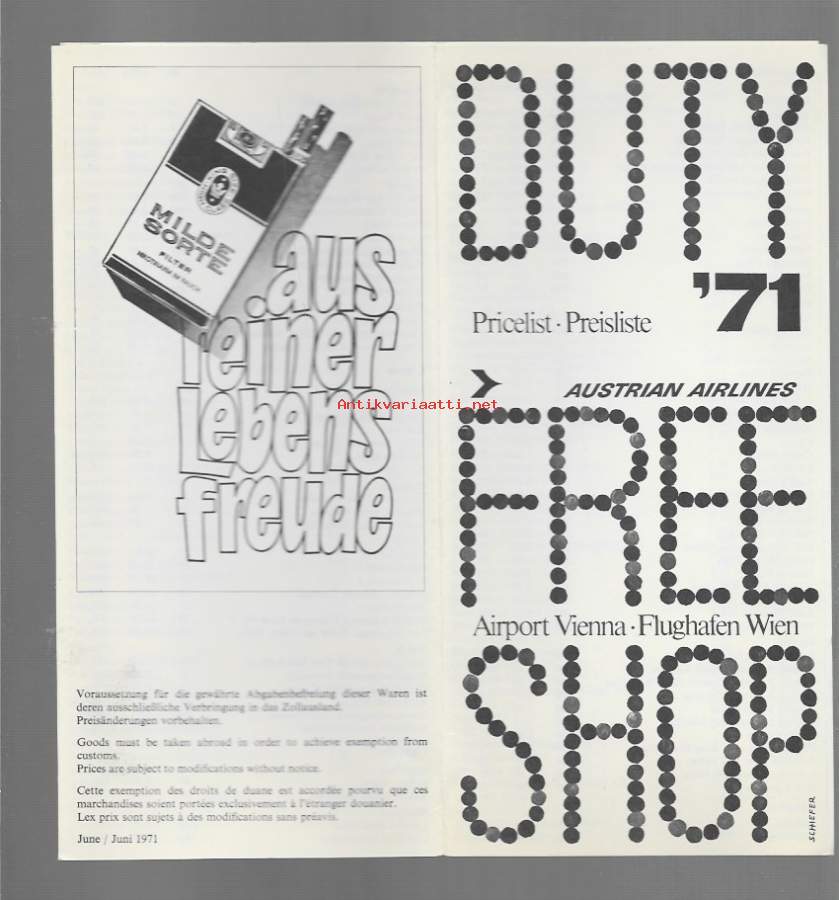 MILDE
SORTE
FILTER
aus
reiner
Lebens
freude
Voraussetzung für die gewährte Abgabenbefreiung dieser Waren ist
deren ausschließliche Verbringung in das Zollausland.
Preisänderungen vorbehalten.
Goods must be taken abroad in order to achieve exemption from
customs.
Prices are subject to modifications without notice.
Cette exemption des droits de duane est accordée pourvu que ces
marchandises soient portées exclusivement à l'étranger douanier.
Lex prix sont sujets à des modifications sans préavis.
June / Juni 1971
DUTY
'71
Pricelist · Preisliste
AUSTRIAN AIRLINES
FREE
Airport Vienna · Flughafen Wien
SHOP
SCHIEFER
Antikvariaatti.net